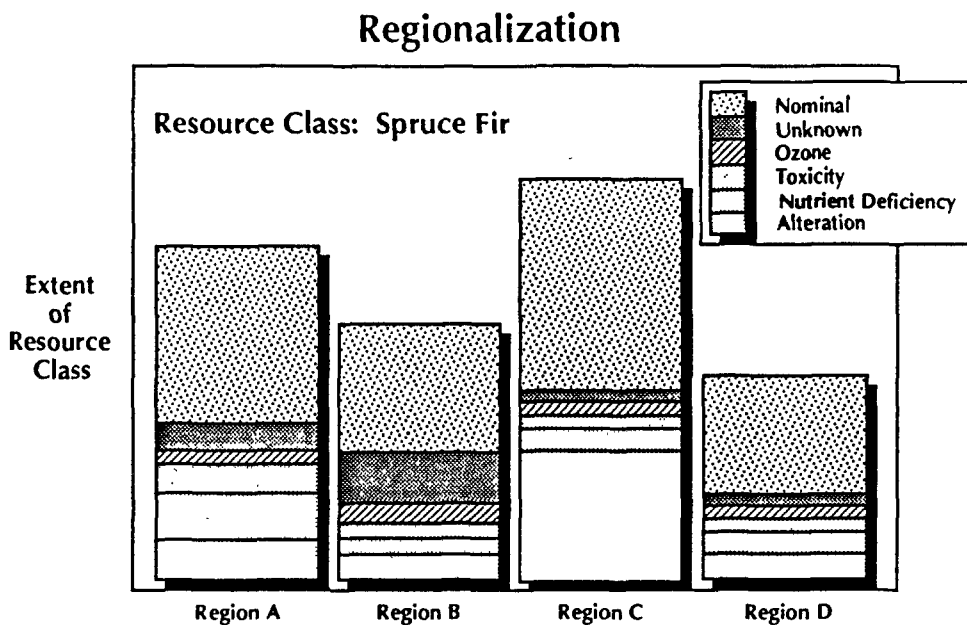 Regionalization
Resource Class: Spruce Fir
Nominal
Unknown
Ozone
Toxicity
Nutrient Deficiency
Alteration
Extent
of
Resource
Class
Region A
Region B
Region C
Region D